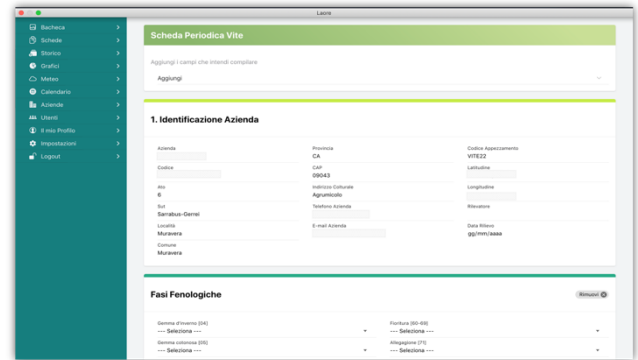 Laore
Bacheca
Schede
Storico
Grafici
Meteo
Calendario
Aziende
Utenti
Il mio Profilo
Impostazioni
Logout
Scheda Periodica Vite
Aggiungi i campi che intendi compilare
Aggiungi
1. Identificazione Azienda
Azienda
Provincia
CA
Codice Appezzamento
VITE22
Codice
CAP
09043
Latitudine
Ato
6
Indirizzo Colturale
Agrumicolo
Longitudine
Sut
Sarrabus-Gerrei
Telefono Azienda
Rilevatore
Località
Muravera
E-mail Azienda
Data Rilievo
gg/mm/aaaa
Comune
Muravera
Fasi Fenologiche
Rimuovi
Gemma d'inverno [04]
--- Seleziona ---
Fioritura [60-69]
--- Seleziona ---
Gemma cotonosa [05]
--- Seleziona ---
Allegagione [71]
--- Seleziona ---